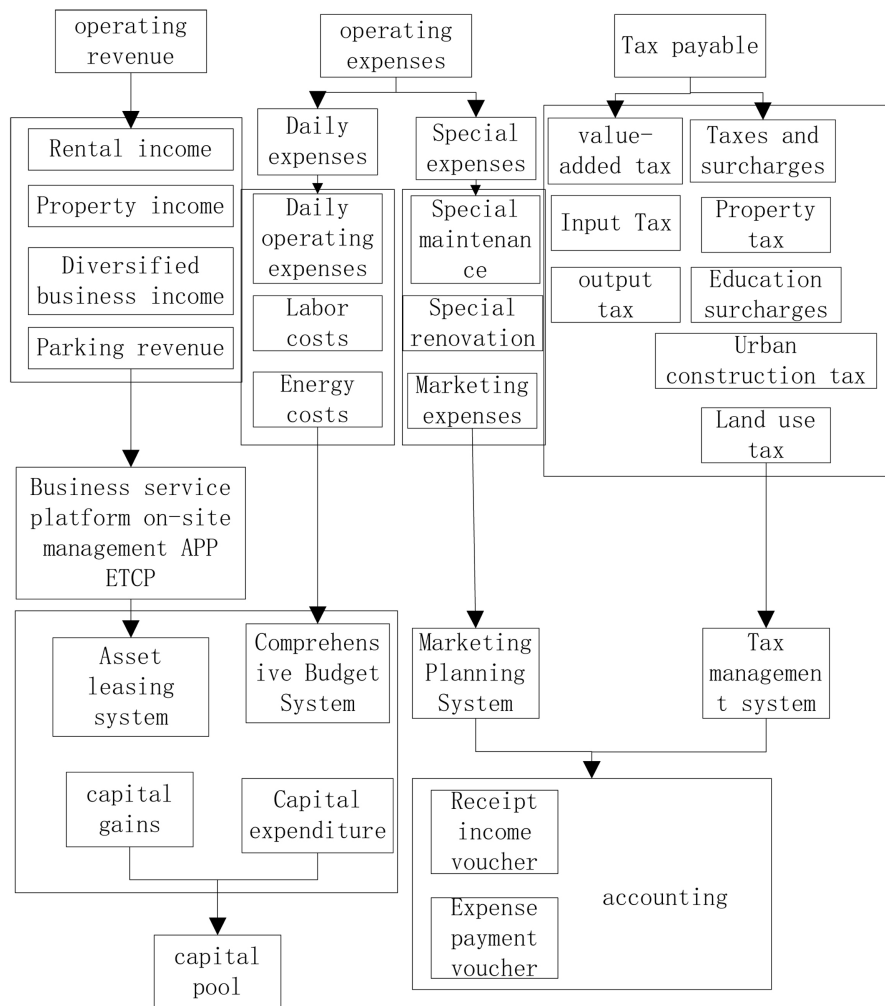 operating
revenue
operating
expenses
Tax payable
Rental income
Property income
Diversified
business income
Parking revenue
Daily
expenses
Special
expenses
value-
added tax
Taxes and
surcharges
Daily
operating
expenses
Labor
costs
Energy
costs
Special
maintenan
ce
Special
renovation
Marketing
expenses
Input Tax
output
tax
Property
tax
Education
surcharges
Urban
construction tax
Land use
tax
Business service
platform on-site
management APP
ETCP
Asset
leasing
system
Comprehens
ive Budget
System
Marketing
Planning
System
Tax
managemen
t system
capital
gains
Capital
expenditure
Receipt
income
voucher
accounting
Expense
payment
voucher
capital
pool